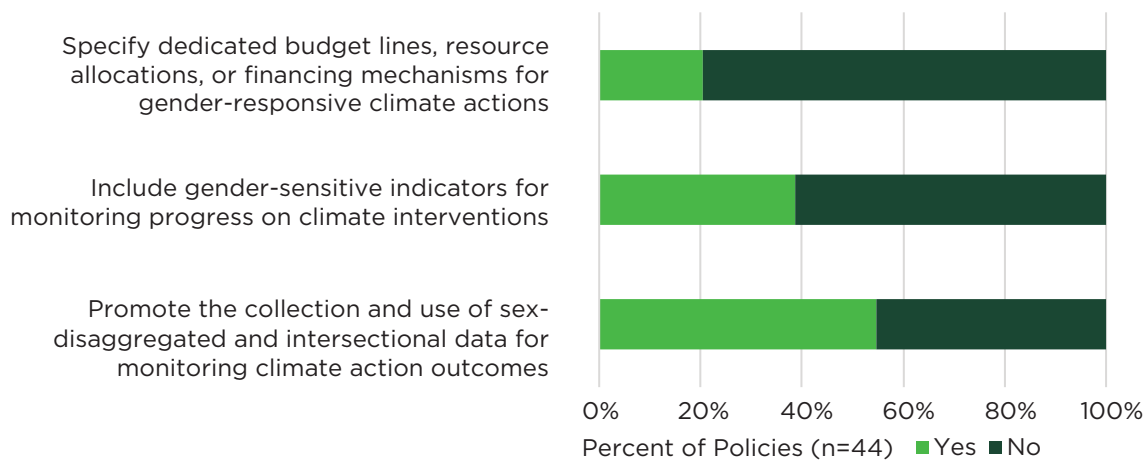 Specify dedicated budget lines, resource
allocations, or financing mechanisms for
gender-responsive climate actions
Include gender-sensitive indicators for
monitoring progress on climate interventions
Promote the collection and use of sex-
disaggregated and intersectional data for
monitoring climate action outcomes
0% 20% 40% 60% 80% 100%
Percent of Policies (n=44) Yes No